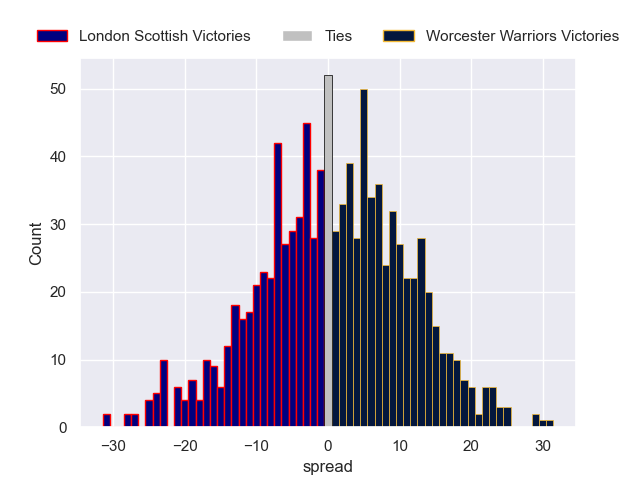 London Scottish Victories Ties Worcester Warriors Victories
50
40
30
20
10
0
Count
−30 −20 −10 0 10 20 30
spread